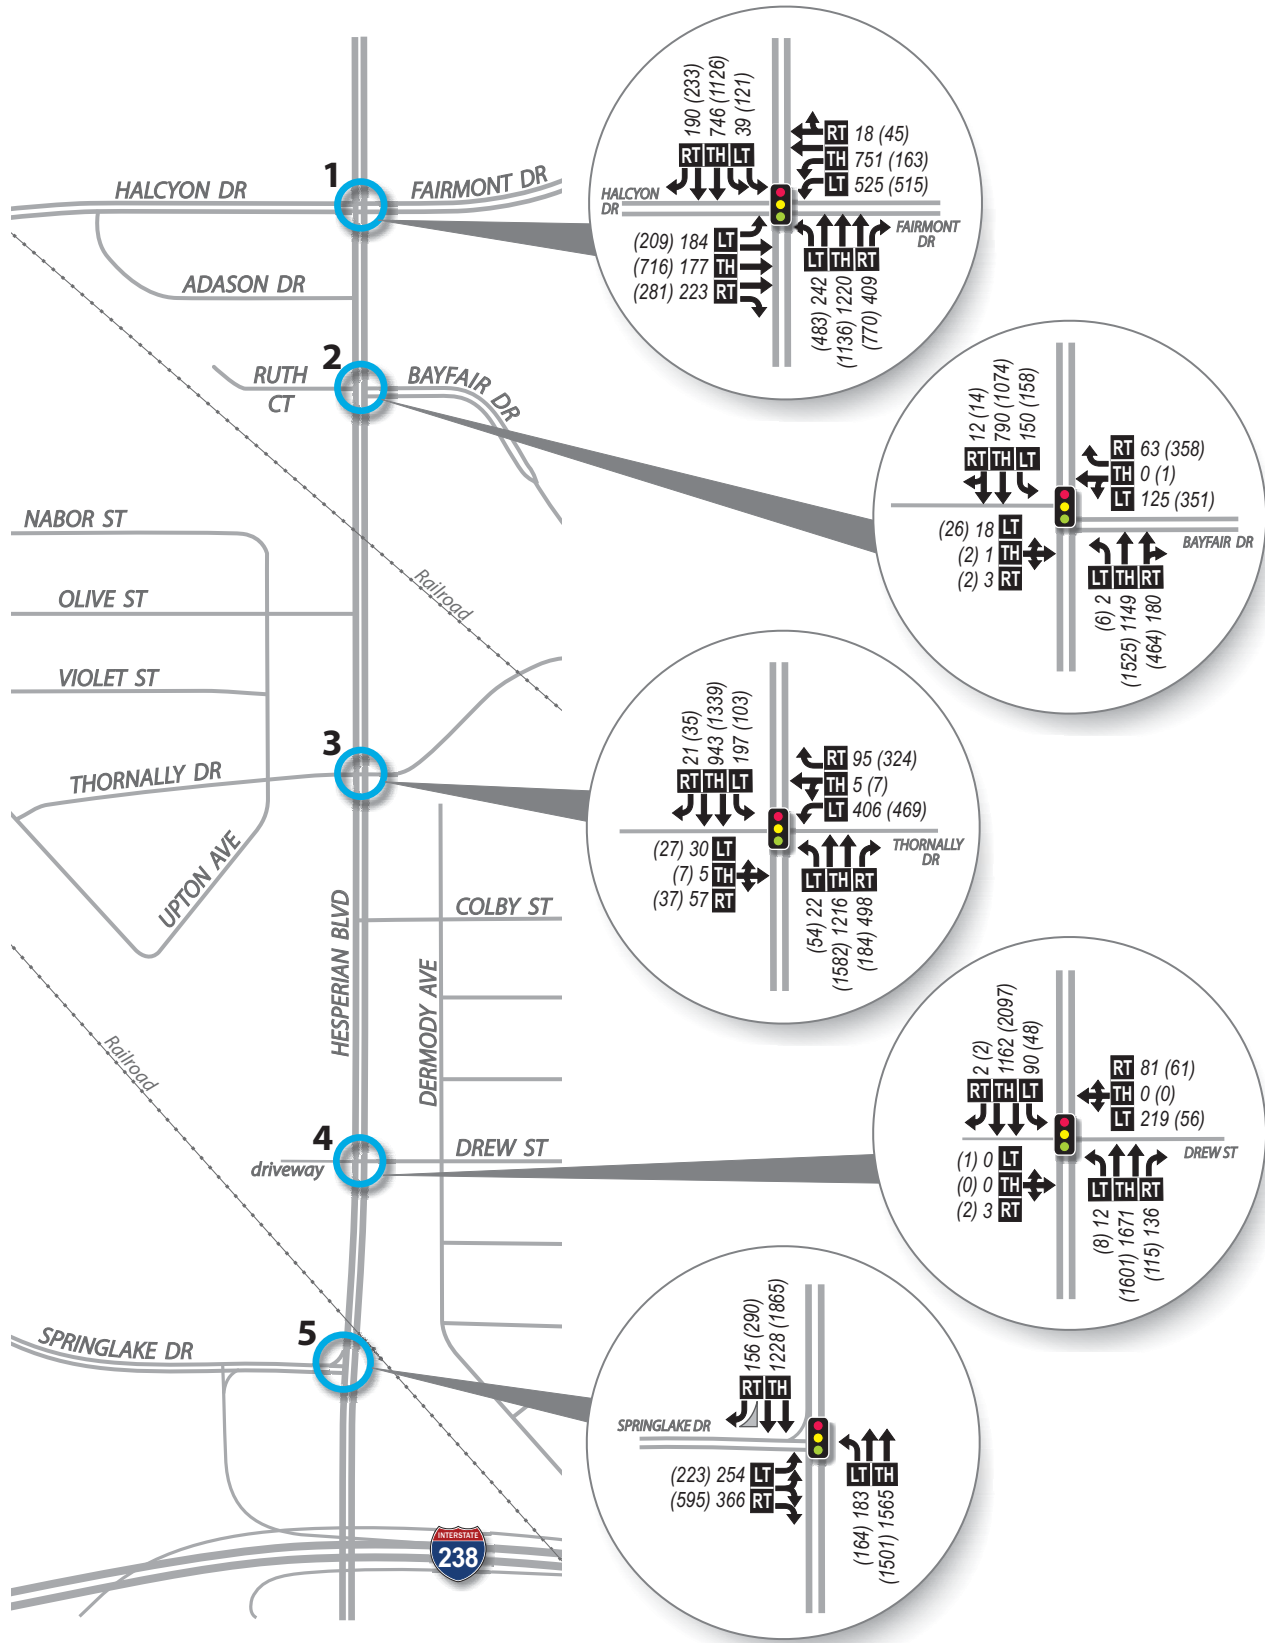 1
HALCYON DR
FAIRMONT DR
ADASON DR
2
RUTH
CT
BAYFAIR DR
NABOR ST
OLIVE ST
Railroad
VIOLET ST
3
THORNALLY DR
UPTON AVE
HESPERIAN BLVD
COLBY ST
DERMODY AVE
Railroad
4
driveway
DREW ST
5
SPRINGLAKE DR
INTERSTATE
238
190 (233)
746 (1126)
39 (121)
RT TH LT
RT 18 (45)
TH 751 (163)
LT 525 (515)
HALCYON
DR
FAIRMONT
DR
(209) 184 LT
(716) 177 TH
(281) 223 RT
LT TH RT
(483) 242
(1136) 1220
(770) 409
12 (14)
790 (1074)
150 (158)
RT TH LT
RT 63 (358)
TH 0 (1)
LT 125 (351)
BAYFAIR DR
(26) 18 LT
(2) 1 TH
(2) 3 RT
LT TH RT
(6) 2
(1525) 1149
(464) 180
21 (35)
943 (1339)
197 (103)
RT TH LT
RT 95 (324)
TH 5 (7)
LT 406 (469)
THORNALLY
DR
(27) 30 LT
(7) 5 TH
(37) 57 RT
LT TH RT
(54) 22
(1582) 1216
(184) 498
2 (2)
1162 (2097)
90 (48)
RT TH LT
RT 81 (61)
TH 0 (0)
LT 219 (56)
DREW ST
(1) 0 LT
(0) 0 TH
(2) 3 RT
LT TH RT
(8) 12
(1601) 1671
(115) 136
156 (290)
1228 (1865)
RT TH
SPRINGLAKE DR
(223) 254 LT
(595) 366 RT
LT TH
(164) 183
(1501) 1565